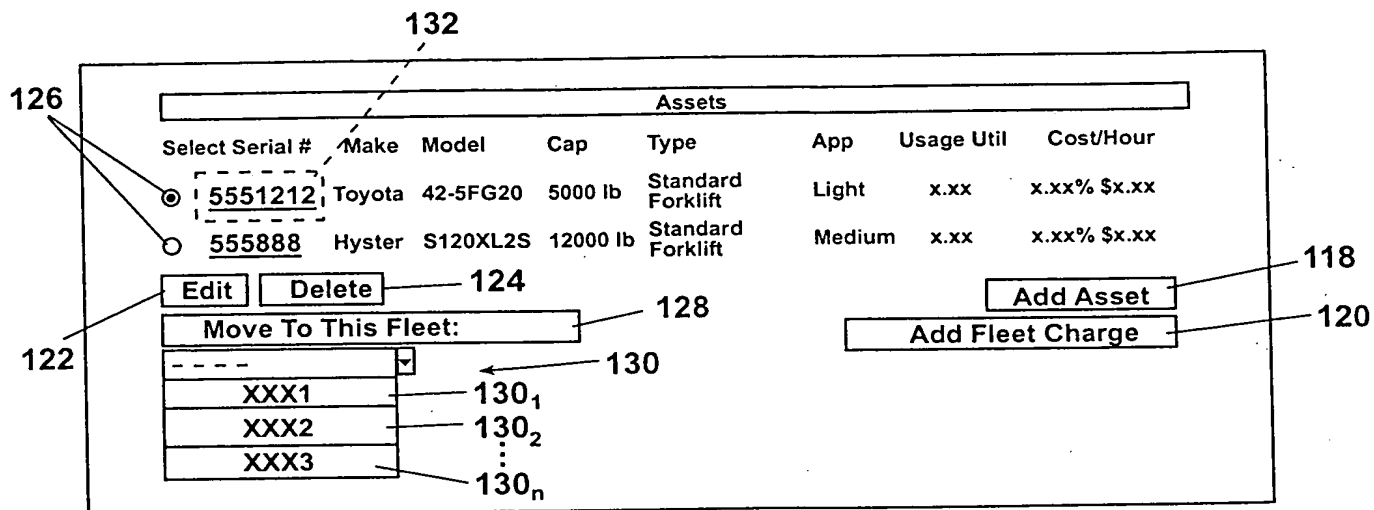 132
126
Assets
Select Serial # Make Model Cap Type App Usage Util Cost/Hour
5551212 Toyota 42-5FG20 5000 lb Standard Forklift Light x.xx x.xx% $x.xx
555888 Hyster S120XL2S 12000 lb Standard Forklift Medium x.xx x.xx% $x.xx
Edit Delete 124 Add Asset 118
Move To This Fleet: 128 Add Fleet Charge 120
122
- - - - 130
XXX1 130₁
XXX2 130₂
XXX3 130ₙ